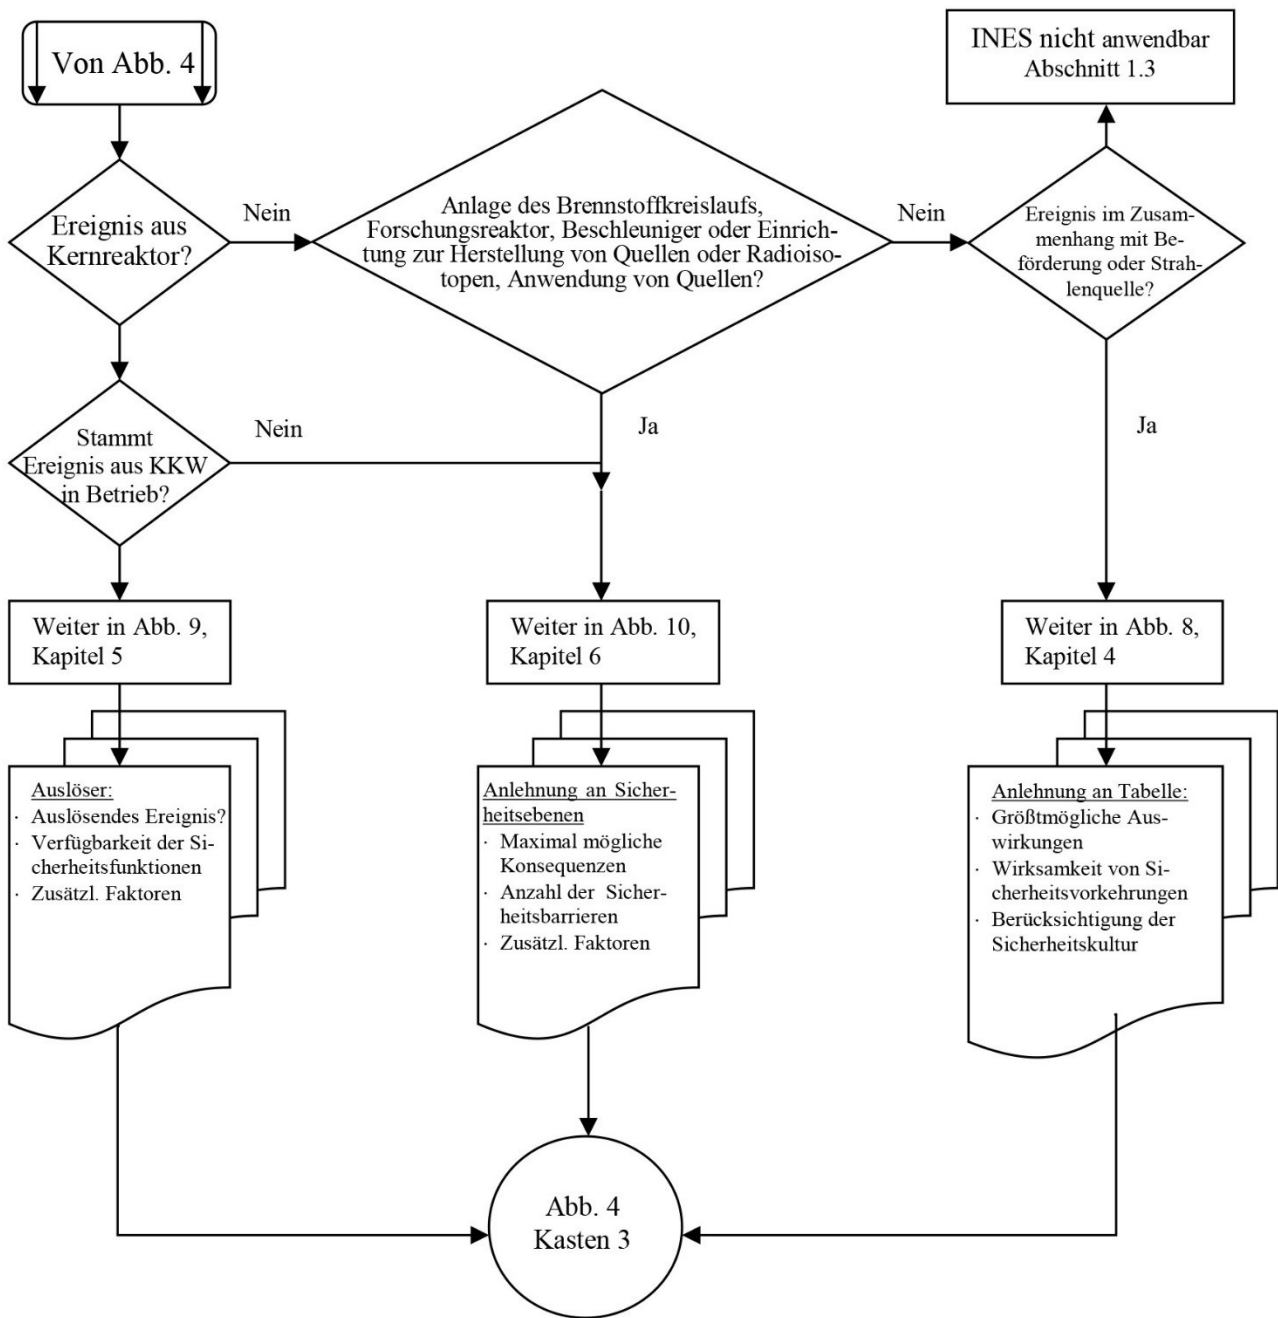 Von Abb. 4
INES nicht anwendbar
Abschnitt 1.3
Ereignis aus
Kernreaktor?
Nein
Anlage des Brennstoffkreislaufs,
Forschungsreaktor, Beschleuniger oder Einrich-
tung zur Herstellung von Quellen oder Radioiso-
topen, Anwendung von Quellen?
Nein
Ereignis im Zusam-
menhang mit Be-
förderung oder Strah-
lenquelle?
Stammt
Ereignis aus KKW
in Betrieb?
Nein
Ja
Ja
Weiter in Abb. 9,
Kapitel 5
Weiter in Abb. 10,
Kapitel 6
Weiter in Abb. 8,
Kapitel 4
Auslöser:
· Auslösendes Ereignis?
· Verfügbarkeit der Si-
cherheitsfunktionen
· Zusätzl. Faktoren
Anlehnung an Sicher-
heitsebenen
· Maximal mögliche
Konsequenzen
· Anzahl der Sicher-
heitsbarrieren
· Zusätzl. Faktoren
Anlehnung an Tabelle:
· Größtmögliche Aus-
wirkungen
· Wirksamkeit von Si-
cherheitsvorkehrungen
· Berücksichtigung der
Sicherheitskultur
Abb. 4
Kasten 3